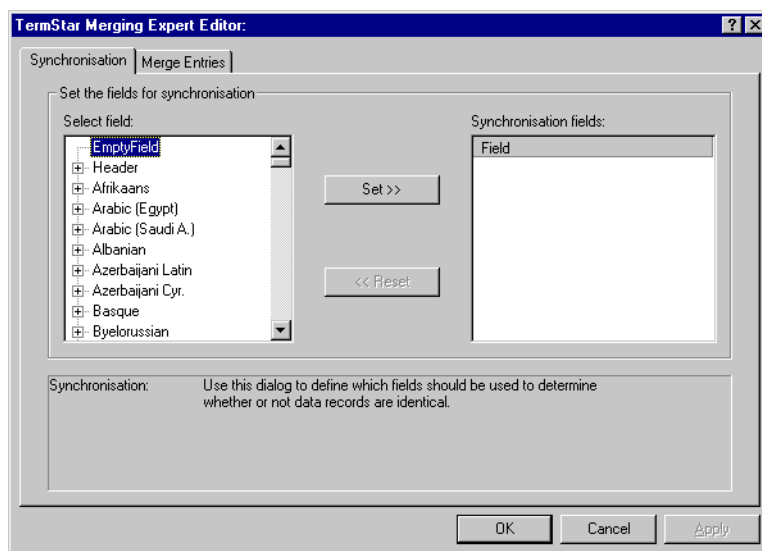 TermStar Merging Expert Editor:
Synchronisation
Merge Entries
Set the fields for synchronisation
Select field:
Synchronisation fields:
EmptyField
Header
Afrikaans
Arabic (Egypt)
Arabic (Saudi A.)
Albanian
Azerbaijani Latin
Azerbaijani Cyr.
Basque
Byelorussian
Set >>
<< Reset
Field
Synchronisation: Use this dialog to define which fields should be used to determine
whether or not data records are identical.
OK
Cancel
Apply